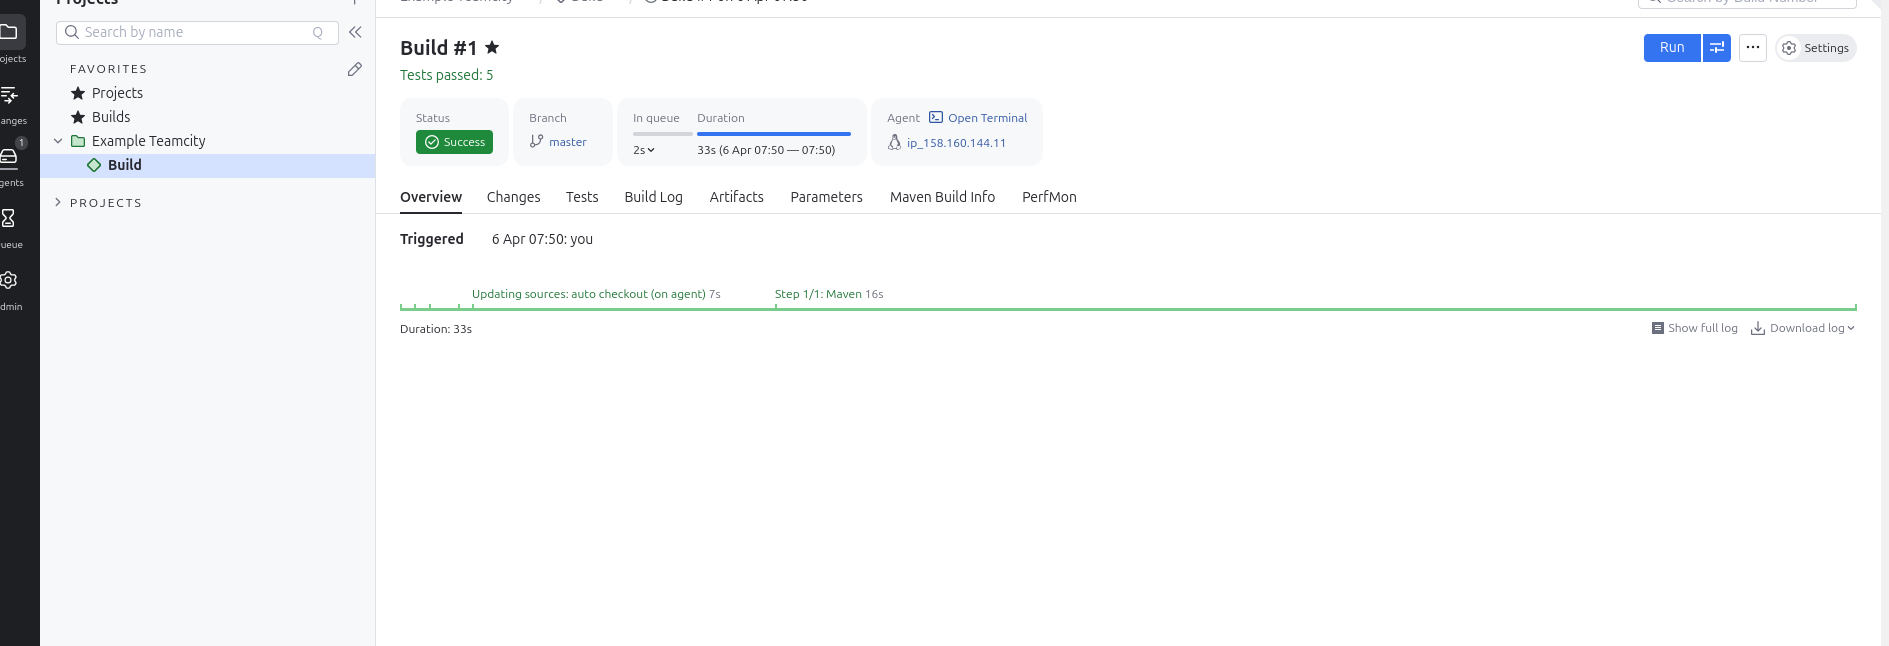 Projects
Search by name Q
FAVORITES
Projects
Builds
Example Teamcity
Build
PROJECTS
ojects
anges
1
gents
ueue
dmin
Build #1
Run
Settings
Tests passed: 5
Status
Success
Branch
master
In queue
2s
Duration
33s (6 Apr 07:50 — 07:50)
Agent Open Terminal
ip_158.160.144.11
Overview Changes Tests Build Log Artifacts Parameters Maven Build Info PerfMon
Triggered 6 Apr 07:50: you
Updating sources: auto checkout (on agent) 7s Step 1/1: Maven 16s
Duration: 33s Show full log Download log